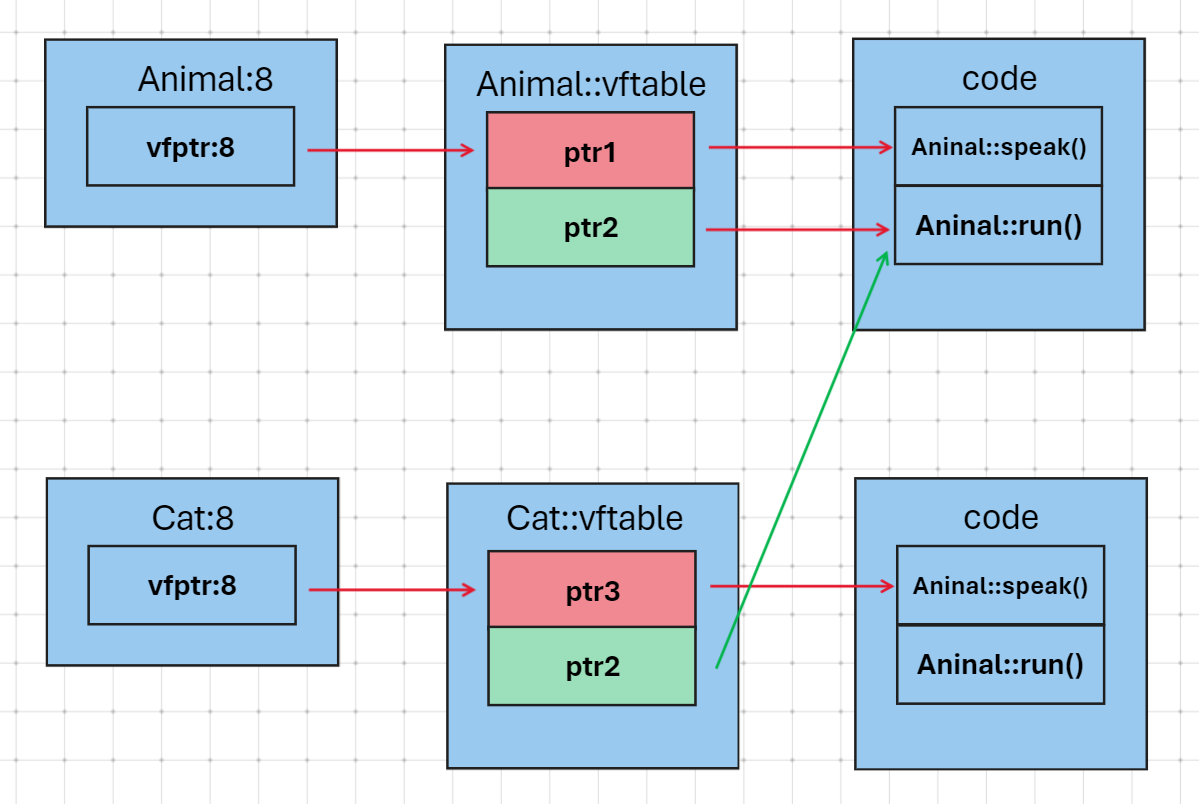 Animal:8
vfptr:8
Animal::vftable
ptr1
ptr2
code
Aninal::speak()
Aninal::run()
Cat:8
vfptr:8
Cat::vftable
ptr3
ptr2
code
Aninal::speak()
Aninal::run()